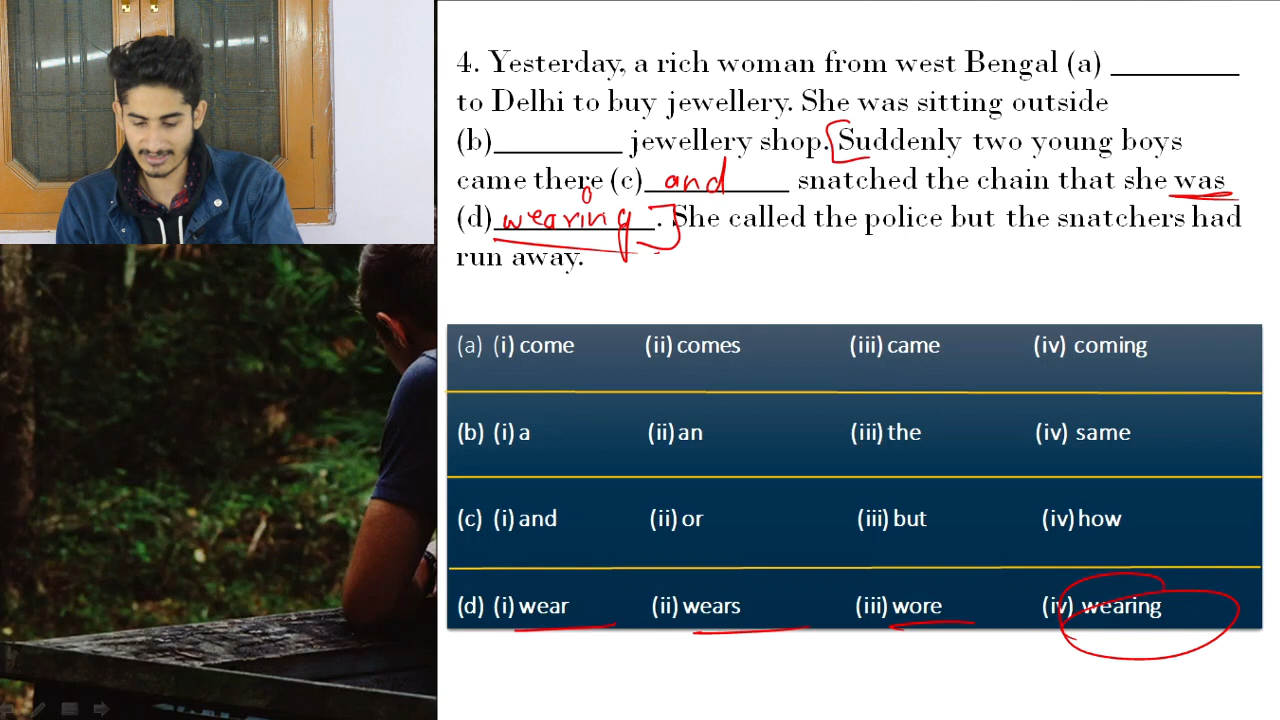 4. Yesterday, a rich woman from west Bengal (a) __________
to Delhi to buy jewellery. She was sitting outside
(b)__________ jewellery shop. Suddenly two young boys
came there (c) and snatched the chain that she was
(d) wearing. She called the police but the snatchers had
run away.
(a) (i) come (ii) comes (iii) came (iv) coming
(b) (i) a (ii) an (iii) the (iv) same
(c) (i) and (ii) or (iii) but (iv) how
(d) (i) wear (ii) wears (iii) wore (iv) wearing